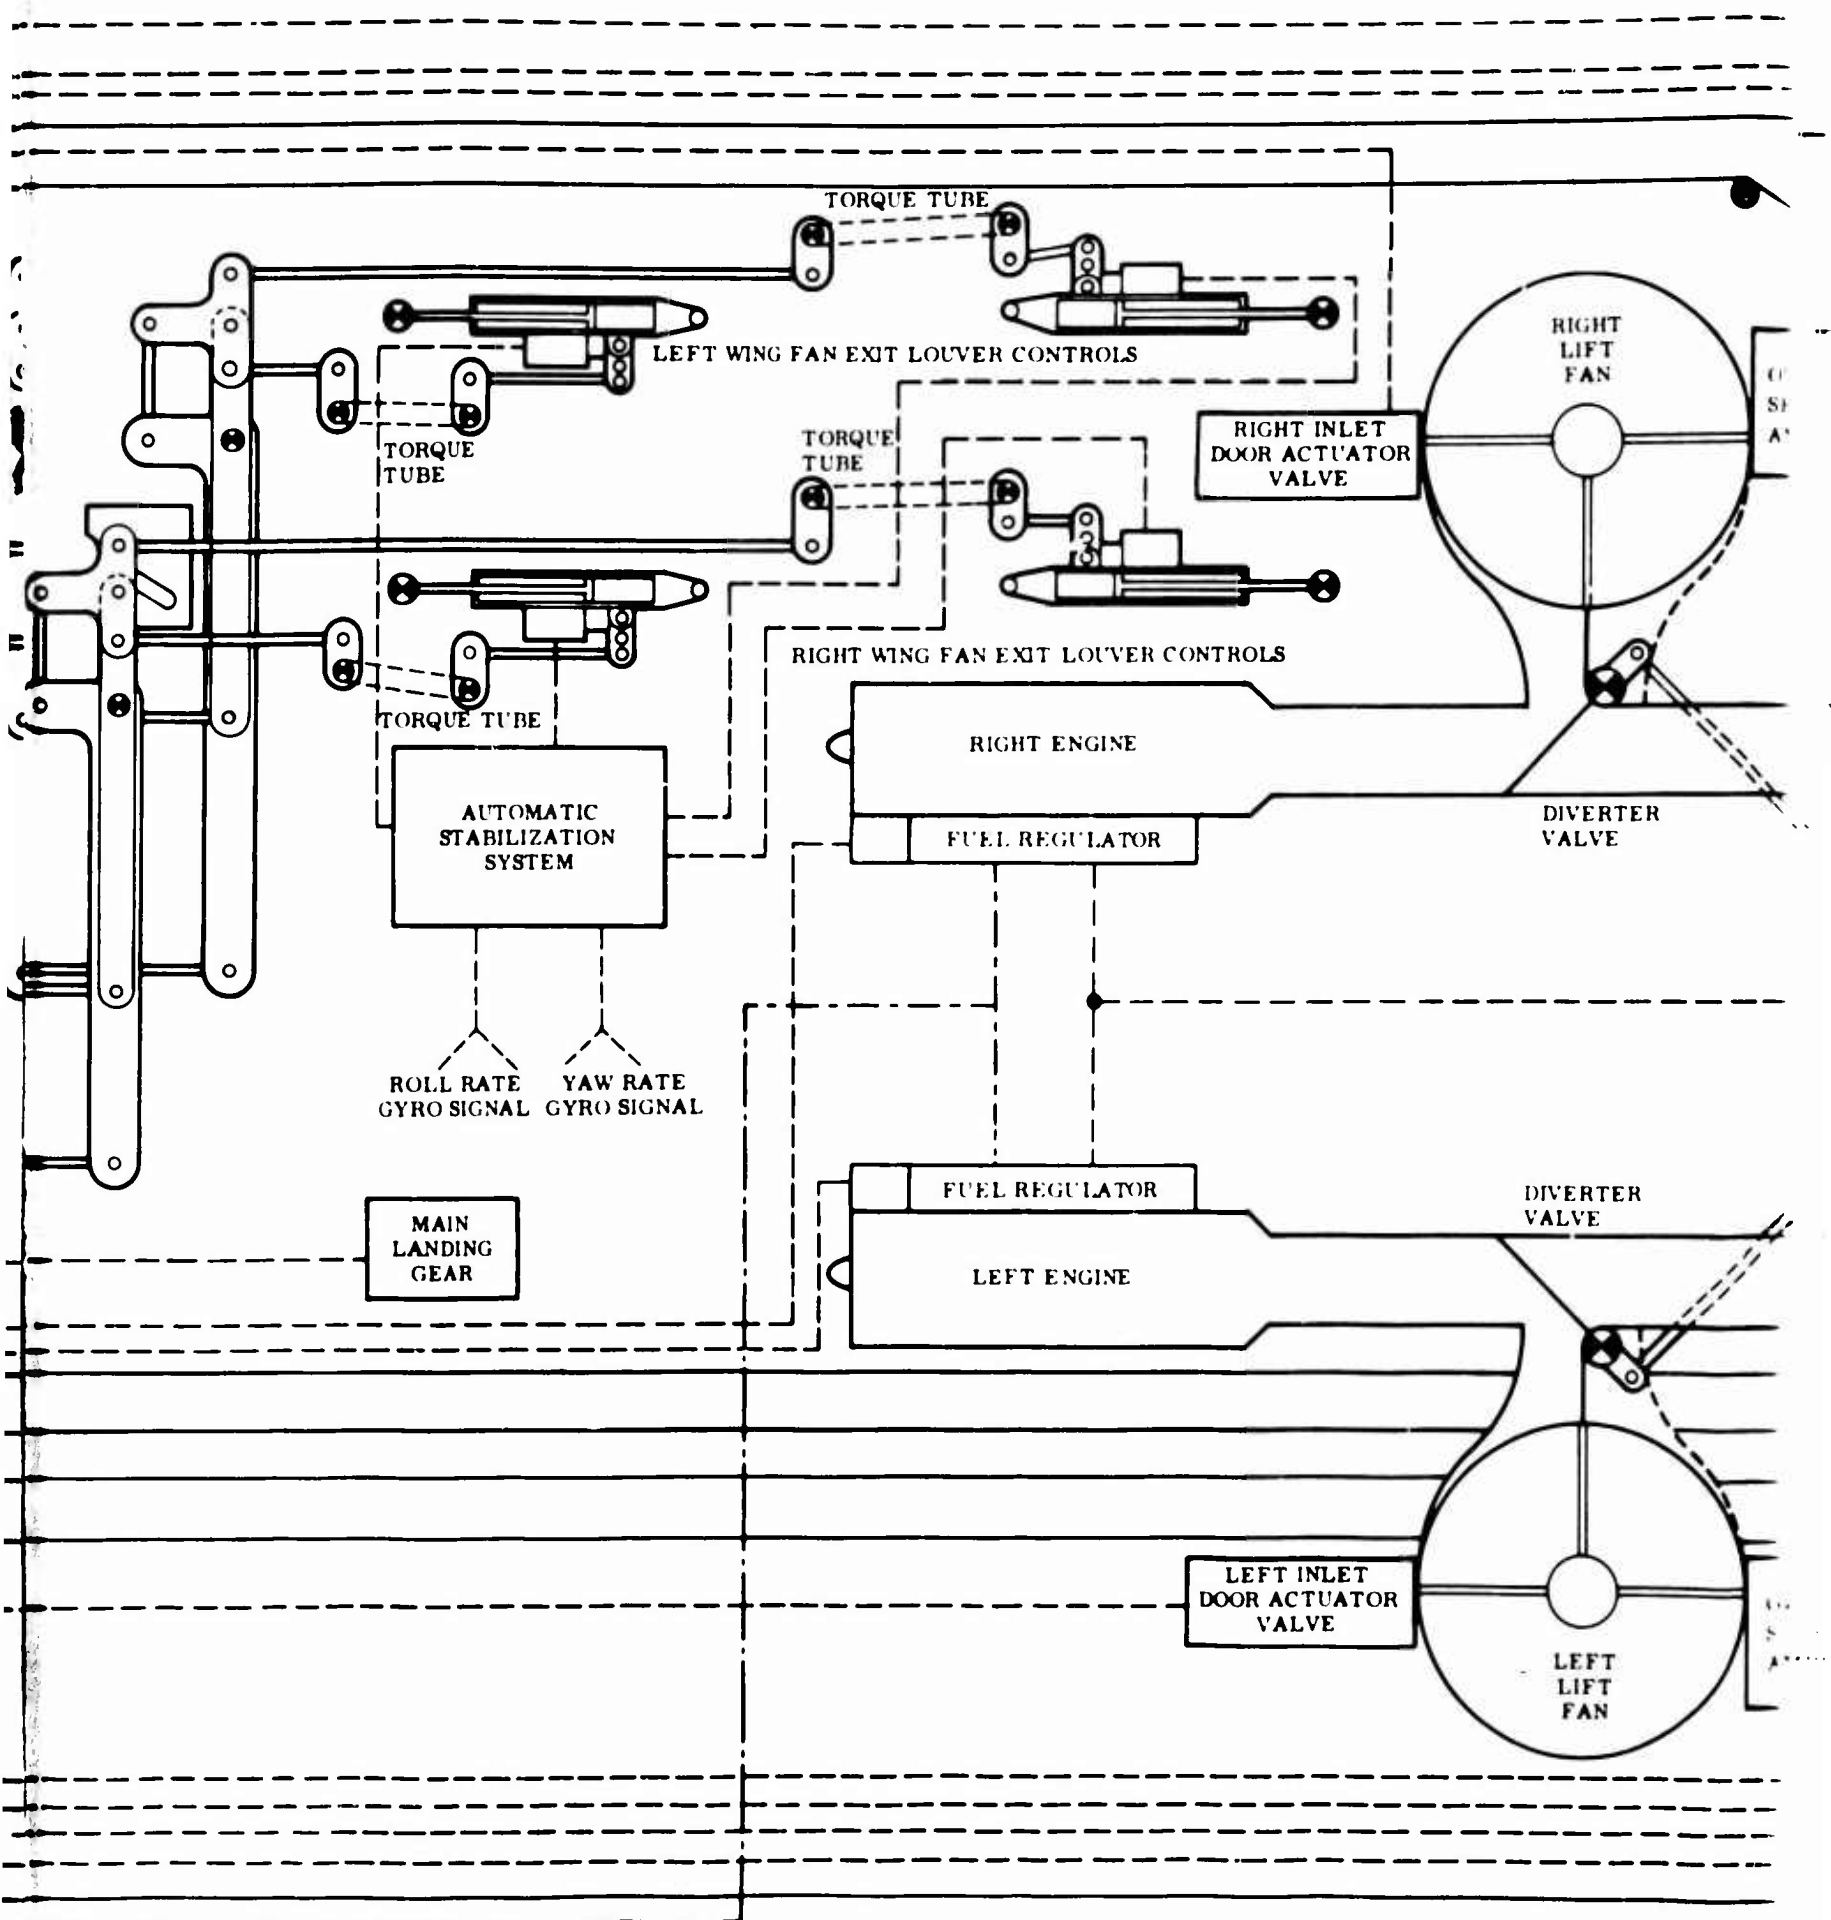 TORQUE TUBE
LEFT WING FAN EXIT LOUVER CONTROLS
TORQUE
TUBE
TORQUE
TUBE
RIGHT
LIFT
FAN
RIGHT INLET
DOOR ACTUATOR
VALVE
RIGHT WING FAN EXIT LOUVER CONTROLS
TORQUE TUBE
RIGHT ENGINE
AUTOMATIC
STABILIZATION
SYSTEM
FUEL REGULATOR
DIVERTER
VALVE
ROLL RATE
GYRO SIGNAL
YAW RATE
GYRO SIGNAL
FUEL REGULATOR
DIVERTER
VALVE
MAIN
LANDING
GEAR
LEFT ENGINE
LEFT INLET
DOOR ACTUATOR
VALVE
LEFT
LIFT
FAN